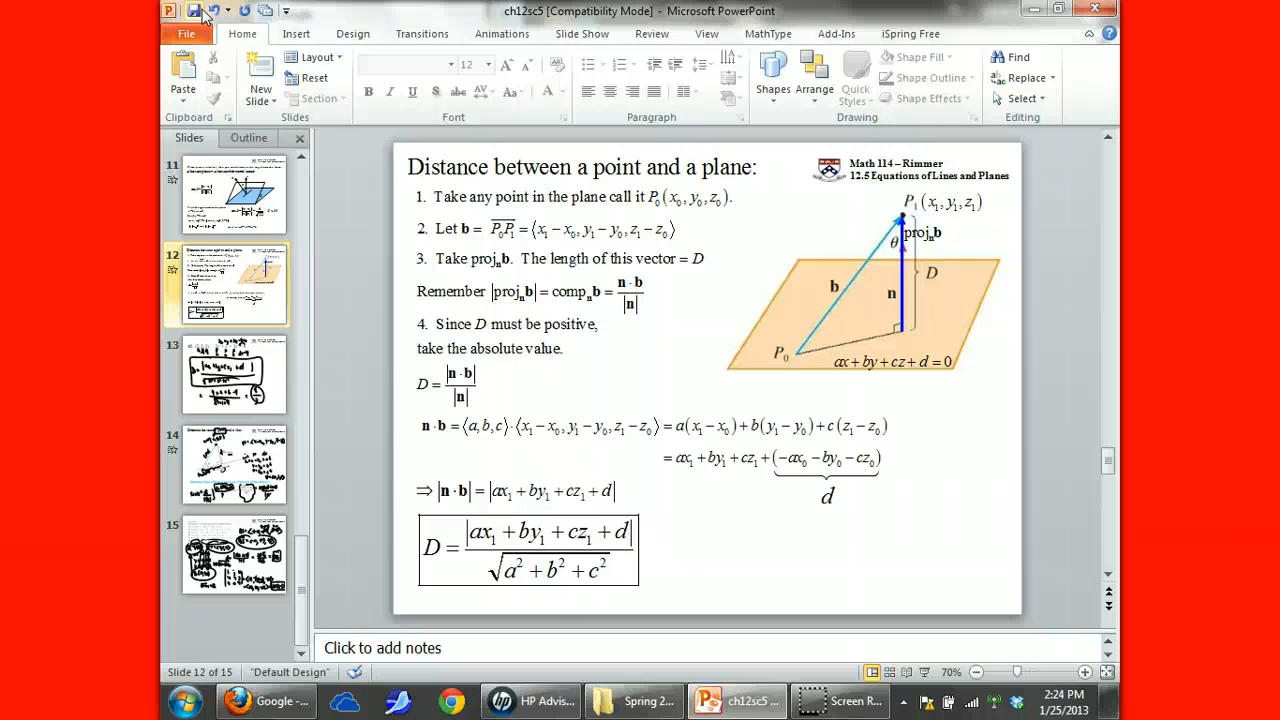 ch12sc5 [Compatibility Mode] - Microsoft PowerPoint
File Home Insert Design Transitions Animations Slide Show Review View MathType Add-Ins iSpring Free
Paste New Slide Layout Reset Section 12 Shapes Arrange Quick Styles Shape Fill Shape Outline Shape Effects Find Replace Select
Clipboard Slides Font Paragraph Drawing Editing
Slides Outline
11
12
13
14
15
Distance between a point and a plane:
Math 114 – Rimmer
12.5 Equations of Lines and Planes
1. Take any point in the plane call it P₀(x₀, y₀, z₀).
2. Let b = P₀P₁ = ⟨x₁ − x₀, y₁ − y₀, z₁ − z₀⟩
3. Take projₙb. The length of this vector = D
Remember |projₙb| = compₙb = n · b / |n|
4. Since D must be positive,
take the absolute value.
D = |n · b| / |n|
P₁(x₁, y₁, z₁)
projₙb
θ
D
b
n
P₀
ax + by + cz + d = 0
n · b = ⟨a, b, c⟩ · ⟨x₁ − x₀, y₁ − y₀, z₁ − z₀⟩ = a(x₁ − x₀) + b(y₁ − y₀) + c(z₁ − z₀)
= ax₁ + by₁ + cz₁ + (−ax₀ − by₀ − cz₀)
d
⇒ |n · b| = |ax₁ + by₁ + cz₁ + d|
D = |ax₁ + by₁ + cz₁ + d| / √(a² + b² + c²)
Click to add notes
Slide 12 of 15 "Default Design" 70%
Google - ... HP Advis... Spring 2... ch12sc5 ... Screen R... 2:24 PM
1/25/2013